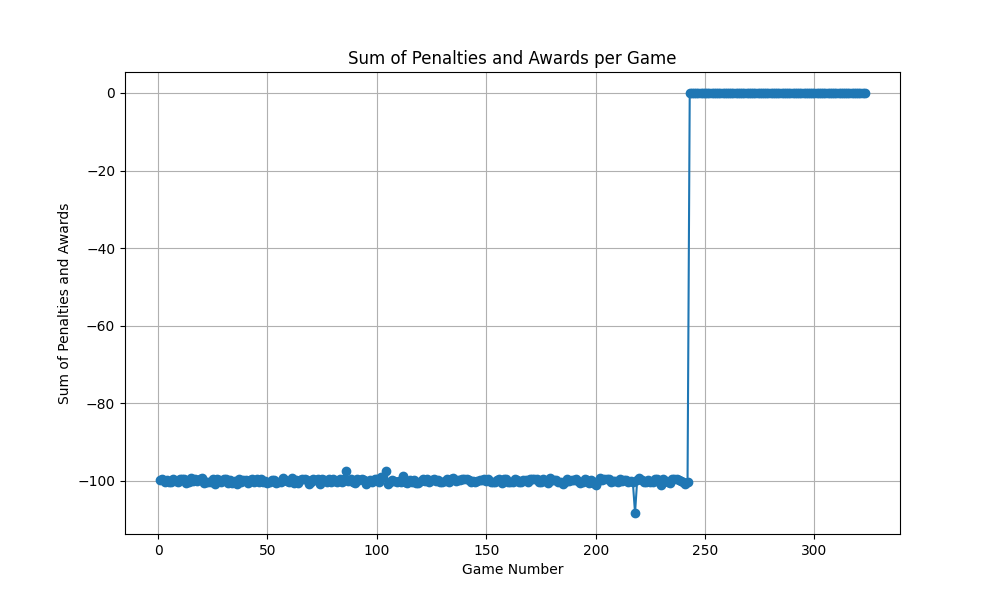 Sum of Penalties and Awards per Game
Sum of Penalties and Awards
0
−20
−40
−60
−80
−100
0 50 100 150 200 250 300
Game Number